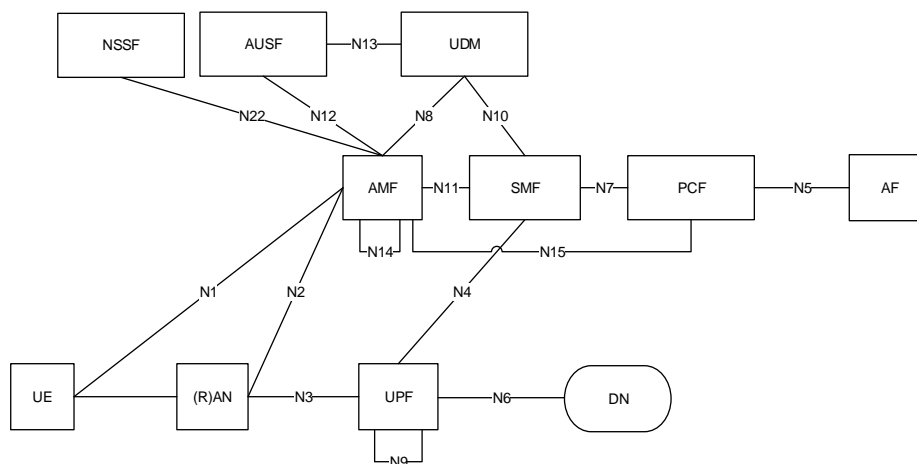 NSSF
AUSF
N13
UDM
N22
N12
N8
N10
AMF
N11
SMF
N7
PCF
N5
AF
N14
N15
N1
N2
N4
UE
(R)AN
N3
UPF
N6
DN
N9